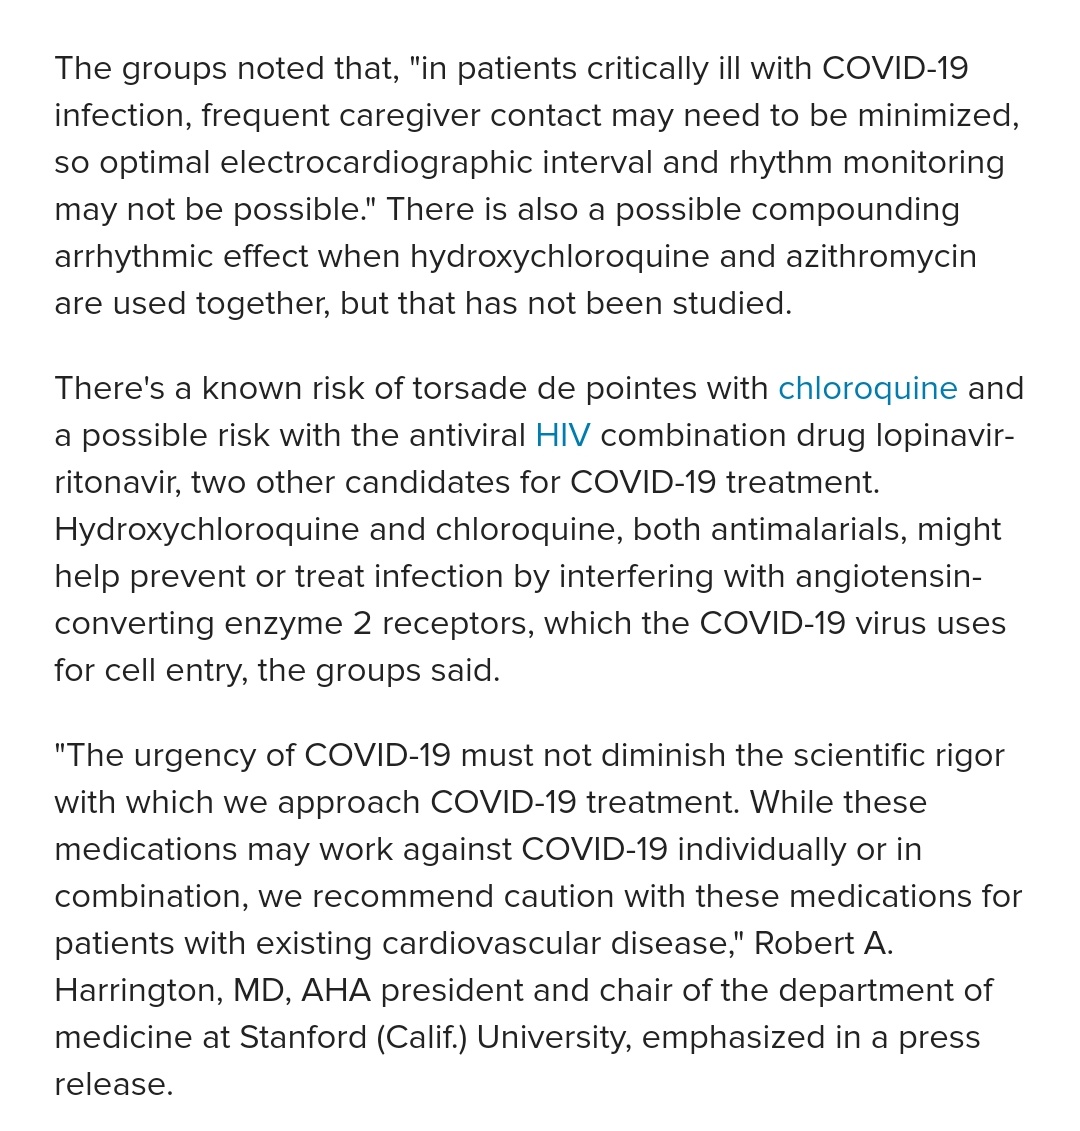 The groups noted that, "in patients critically ill with COVID-19
infection, frequent caregiver contact may need to be minimized,
so optimal electrocardiographic interval and rhythm monitoring
may not be possible." There is also a possible compounding
arrhythmic effect when hydroxychloroquine and azithromycin
are used together, but that has not been studied.
There's a known risk of torsade de pointes with chloroquine and
a possible risk with the antiviral HIV combination drug lopinavir-
ritonavir, two other candidates for COVID-19 treatment.
Hydroxychloroquine and chloroquine, both antimalarials, might
help prevent or treat infection by interfering with angiotensin-
converting enzyme 2 receptors, which the COVID-19 virus uses
for cell entry, the groups said.
"The urgency of COVID-19 must not diminish the scientific rigor
with which we approach COVID-19 treatment. While these
medications may work against COVID-19 individually or in
combination, we recommend caution with these medications for
patients with existing cardiovascular disease," Robert A.
Harrington, MD, AHA president and chair of the department of
medicine at Stanford (Calif.) University, emphasized in a press
release.